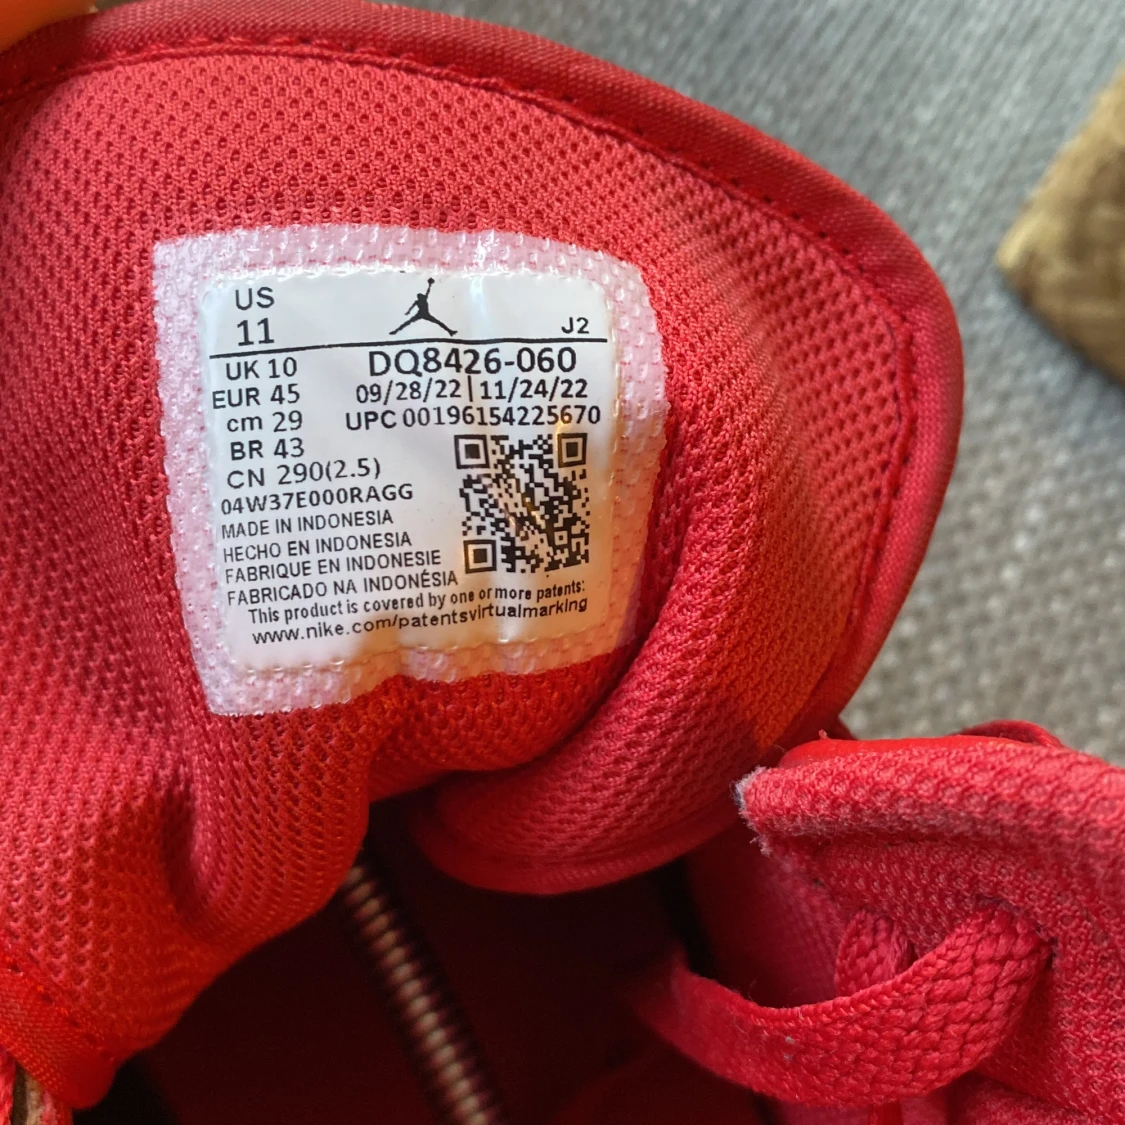 US
11
J2
UK 10
DQ8426-060
EUR 45
09/28/22|11/24/22
cm 29
UPC 00196154225670
BR 43
CN 290(2.5)
04W37E000RAGG
MADE IN INDONESIA
HECHO EN INDONESIA
FABRIQUE EN INDONESIE
FABRICADO NA INDONÉSIA
This product is covered by one or more patents:
www.nike.com/patentsvirtualmarking